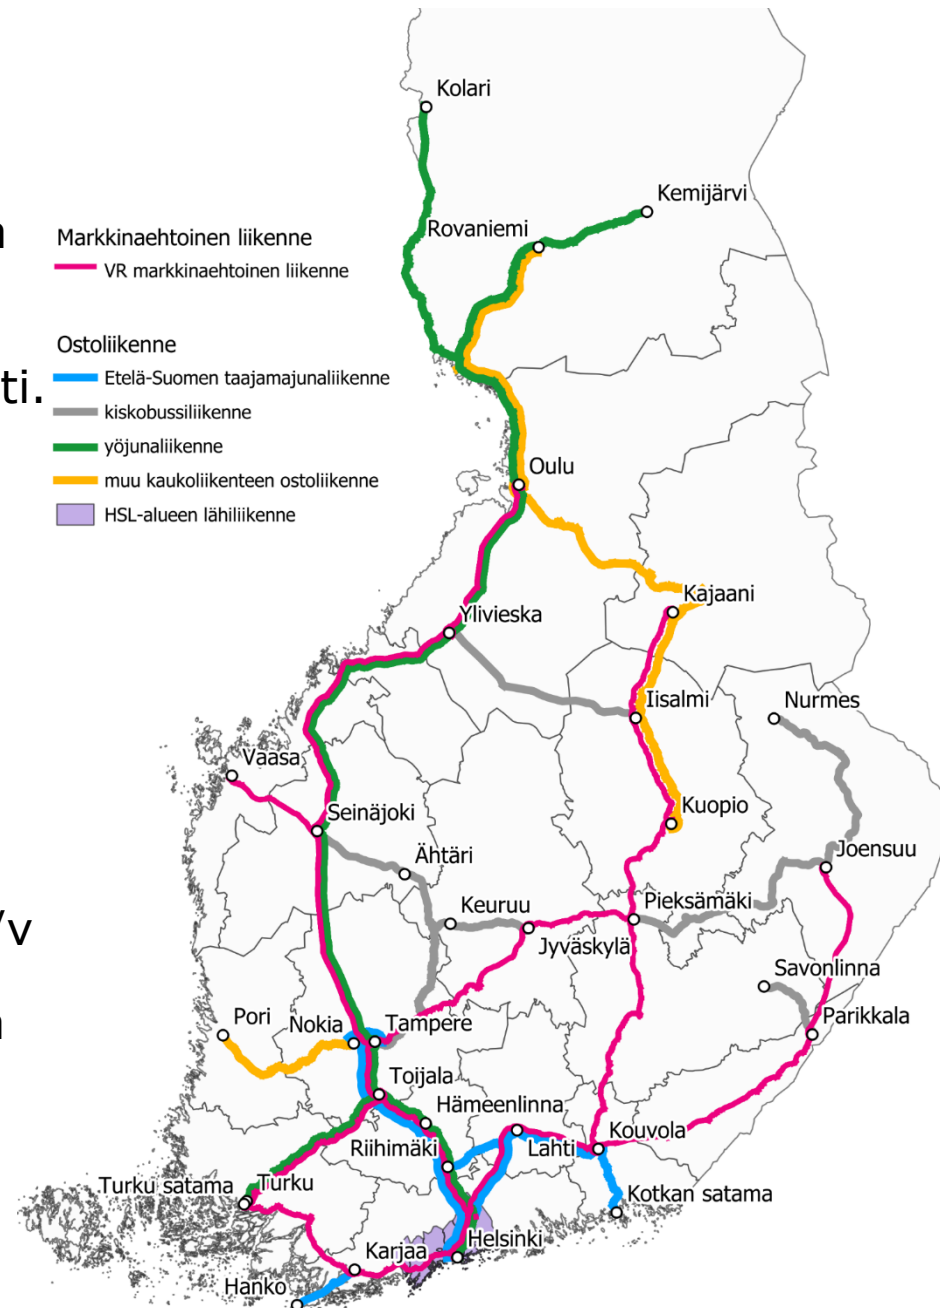 Kolari
Kemijärvi
Rovaniemi
Markkinaehtoinen liikenne
VR markkinaehtoinen liikenne
Ostoliikenne
Etelä-Suomen taajamajunaliikenne
ti.
kiskobussiliikenne
yöjunaliikenne
muu kaukoliikenteen ostoliikenne
HSL-alueen lähiliikenne
Oulu
Kajaani
Ylivieska
Iisalmi
Nurmes
Vaasa
Seinäjoki
Kuopio
Ähtäri
Joensuu
Keuruu
Pieksämäki
/v
Jyväskylä
Savonlinna
Pori
Nokia
Tampere
Parikkala
Toijala
Hämeenlinna
Riihimäki
Lahti
Kouvola
Turku satama
Turku
Kotkan satama
Karjaa
Helsinki
Hanko